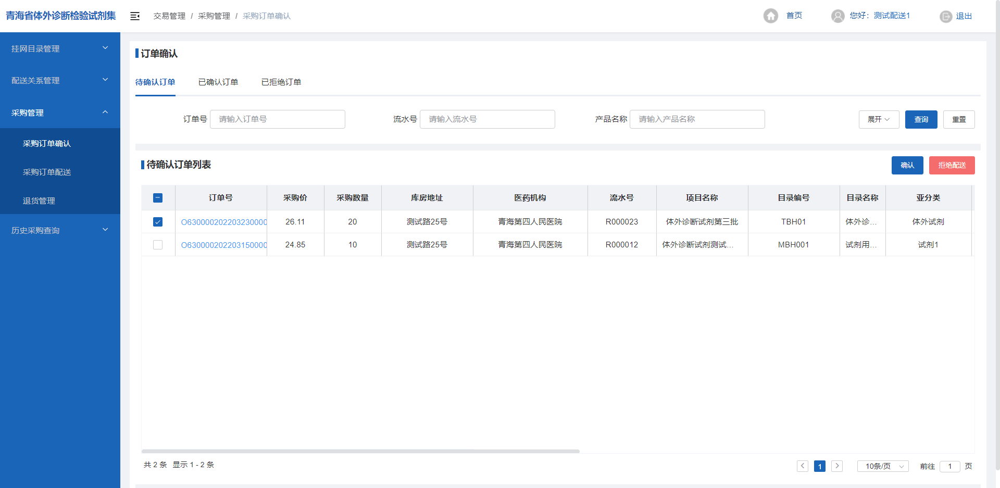 青海省体外诊断检验试剂集
交易管理 / 采购管理 / 采购订单确认
首页
您好：测试配送1
退出
挂网目录管理
配送关系管理
采购管理
采购订单确认
采购订单配送
退货管理
历史采购查询
订单确认
待确认订单 已确认订单 已拒绝订单
订单号 请输入订单号 流水号 请输入流水号 产品名称 请输入产品名称 展开 查询 重置
待确认订单列表 确认 拒绝配送
订单号 采购价 采购数量 库房地址 医药机构 流水号 项目名称 目录编号 目录名称 亚分类
O630000202203230000 26.11 20 测试路25号 青海第四人民医院 R000023 体外诊断试剂第三批 TBH01 体外诊... 体外试剂
O630000202203150000 24.85 10 测试路25号 青海第四人民医院 R000012 体外诊断试剂测试... MBH001 试剂用... 试剂1
共 2 条 显示 1 - 2 条 1 10条/页 前往 1 页